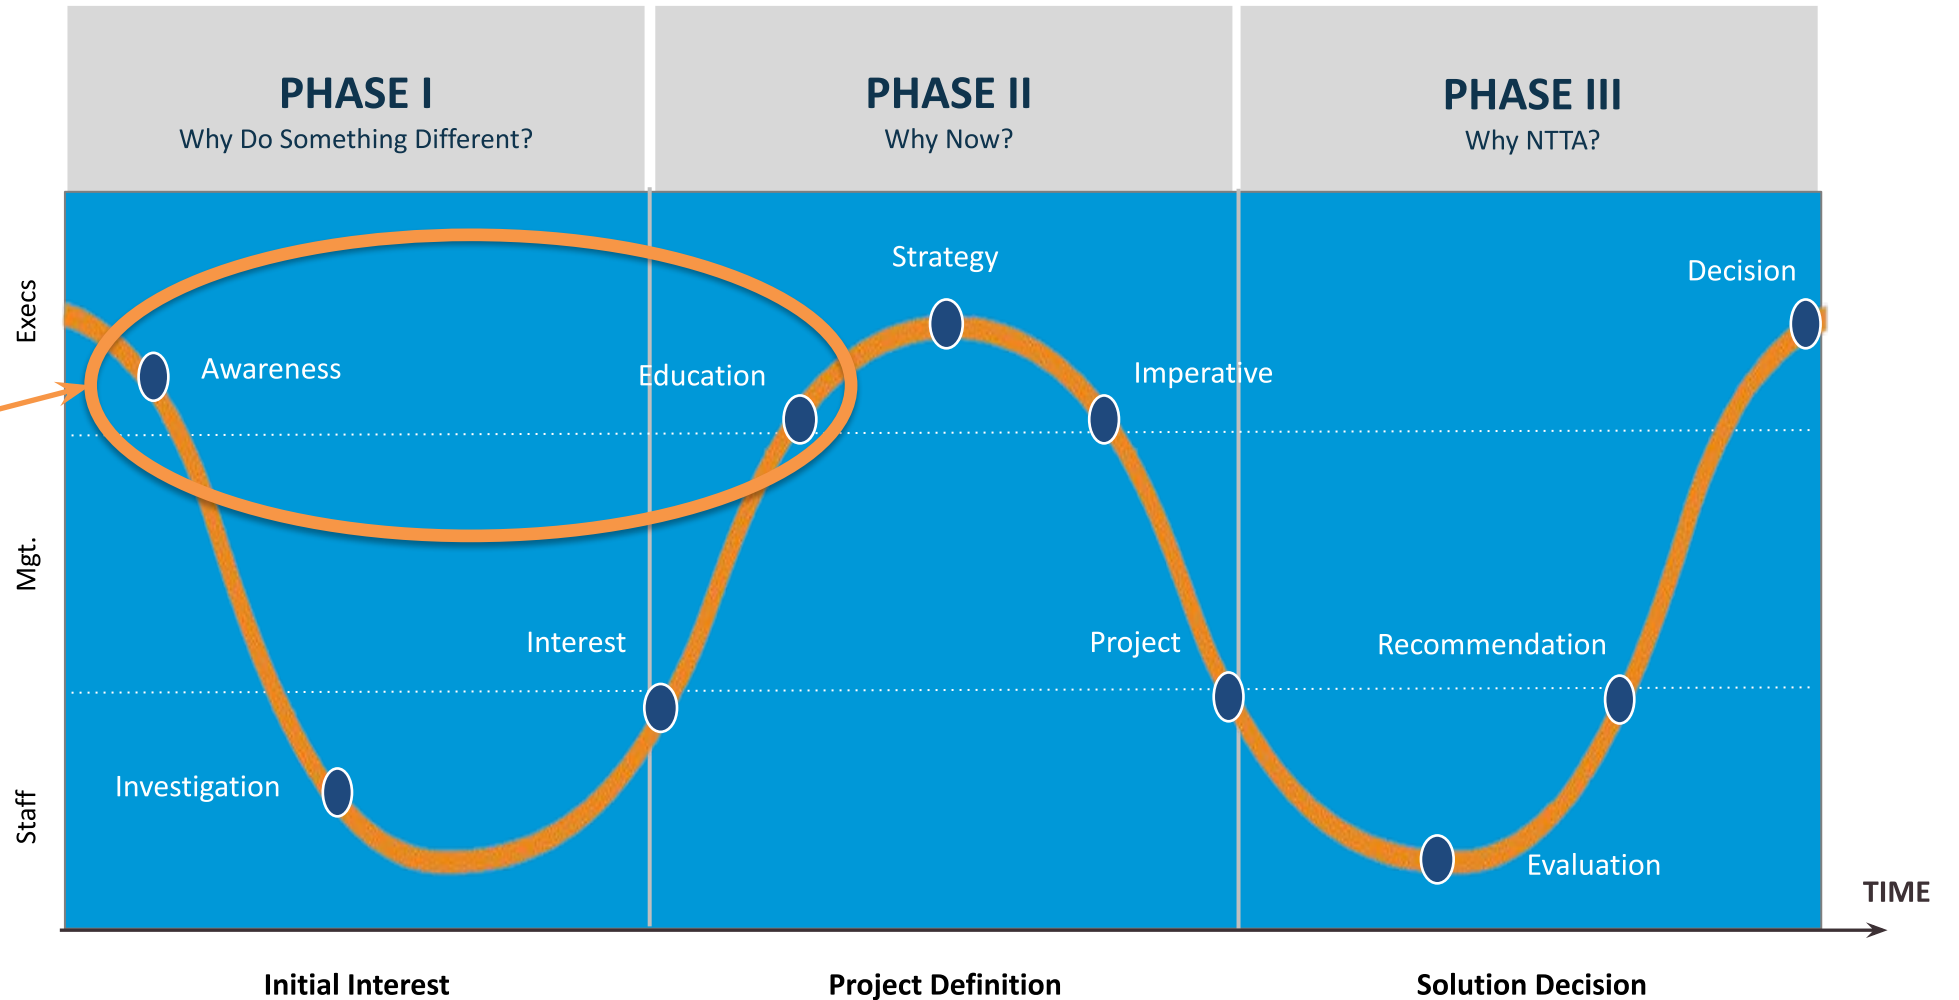 PHASE I
Why Do Something Different?
PHASE II
Why Now?
PHASE III
Why NTTA?
Execs
Mgt.
Staff
Strategy
Decision
Awareness
Education
Imperative
Interest
Project
Recommendation
Investigation
Evaluation
TIME
Initial Interest
Project Definition
Solution Decision